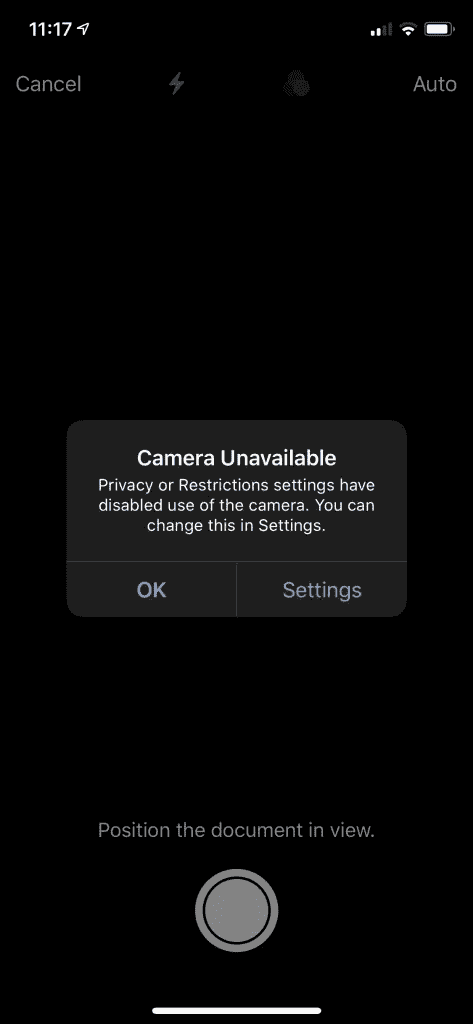 11:17
Cancel
Auto
Camera Unavailable
Privacy or Restrictions settings have
disabled use of the camera. You can
change this in Settings.
OK
Settings
Position the document in view.